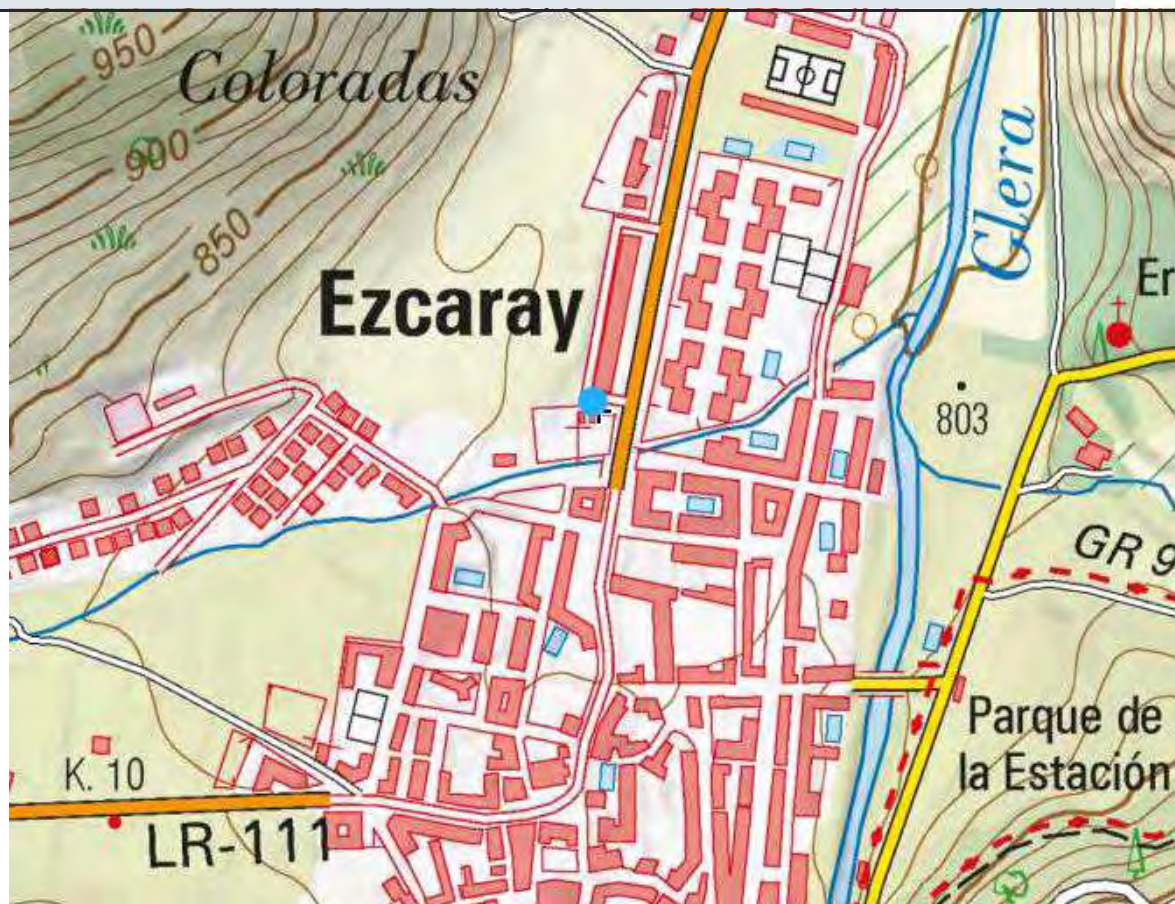 950
Coloradas
900
850
Glera
Ezcaray
803
GR 9
Parque de
la Estación
K. 10
LR-111